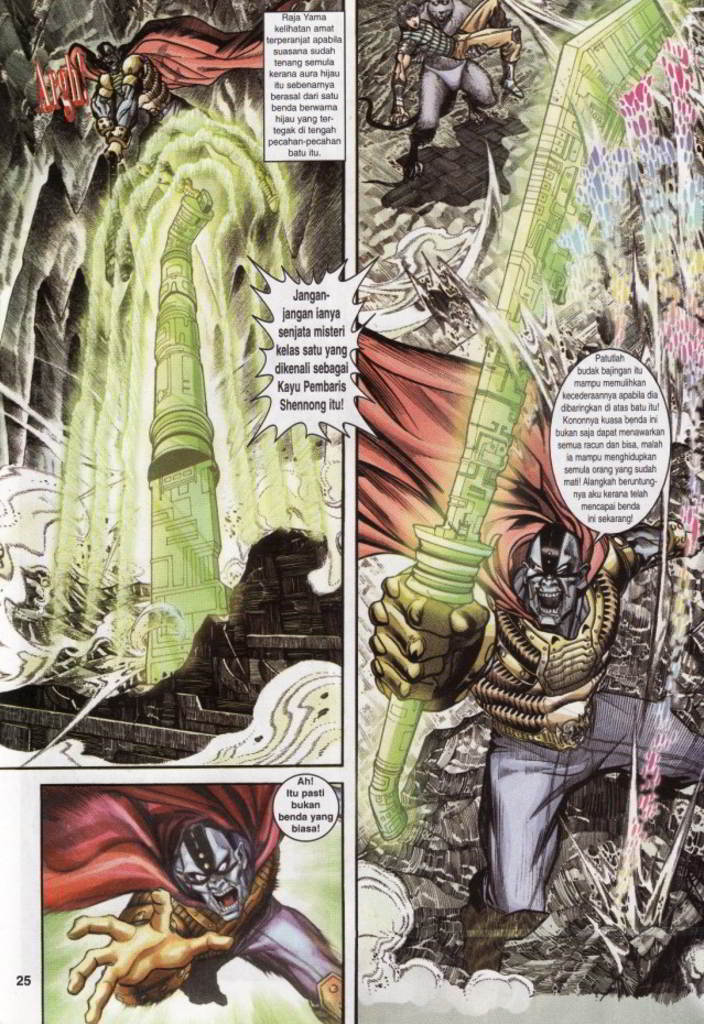 Raja Yama
kelihatan amat
terperanjat apabila
suasana sudah
tenang semula
kerana aura hijau
itu sebenarnya
berasal dari satu
benda berwarna
hijau yang ter-
tegak di tengah
pecahan-pecahan
batu itu.
Argh!
Jangan-
jangan ianya
senjata misteri
kelas satu yang
dikenali sebagai
Kayu Pembaris
Shennong itu!
Ah!
Itu pasti
bukan
benda yang
biasa!
Patutlah
budak bajingan itu
mampu memulihkan
kecederaannya apabila dia
dibaringkan di atas batu itu!
Kononnya kuasa benda ini
bukan saja dapat menawarkan
semua racun dan bisa, malah
ia mampu menghidupkan
semula orang yang sudah
mati! Alangkah beruntung-
nya aku kerana telah
mencapai benda
ini sekarang!
25